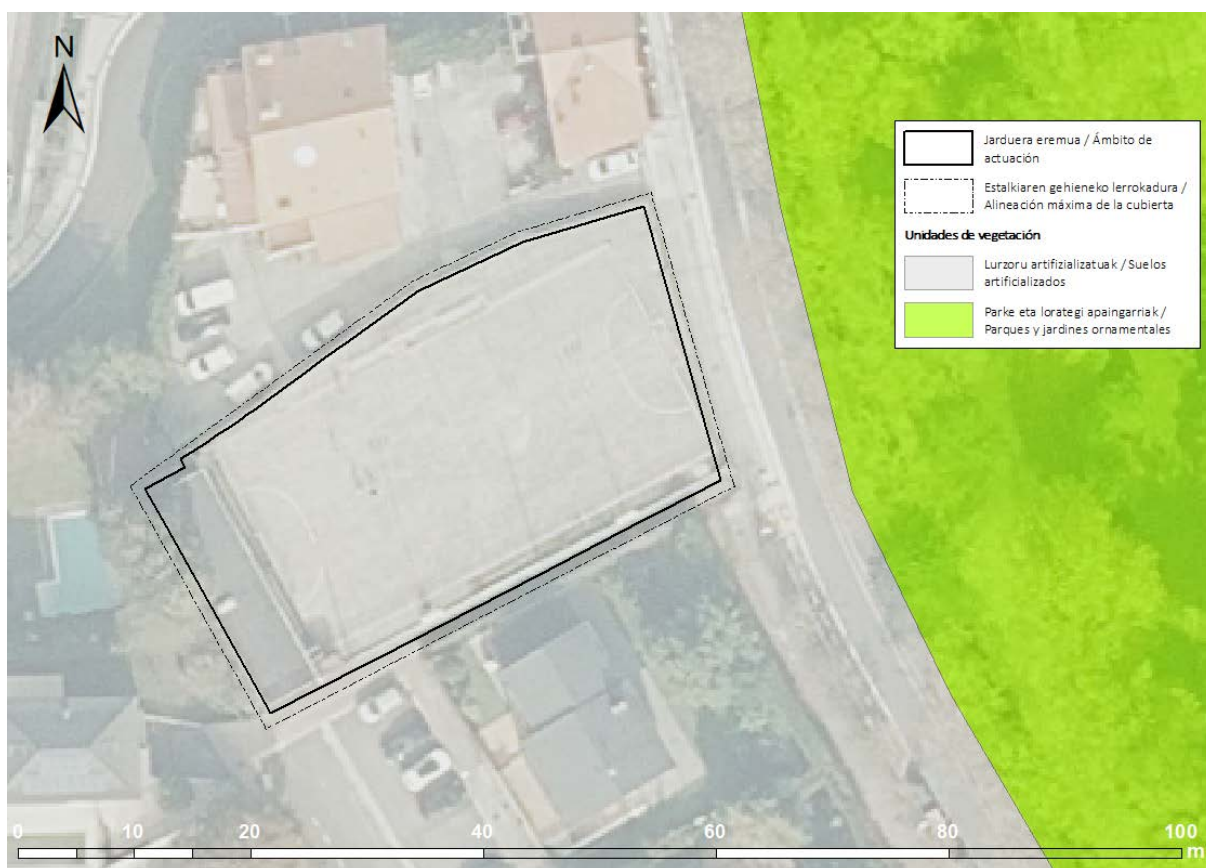 N
Jarduera eremua / Ámbito de
actuación
Estalkiaren gehieneko lerrokadura /
Alineación máxima de la cubierta
Unidades de vegetación
Lurzoru artifizializatuak / Suelos
artificializados
Parke eta lorategi apaingarriak /
Parques y jardines ornamentales
0 10 20 40 60 80 100
m